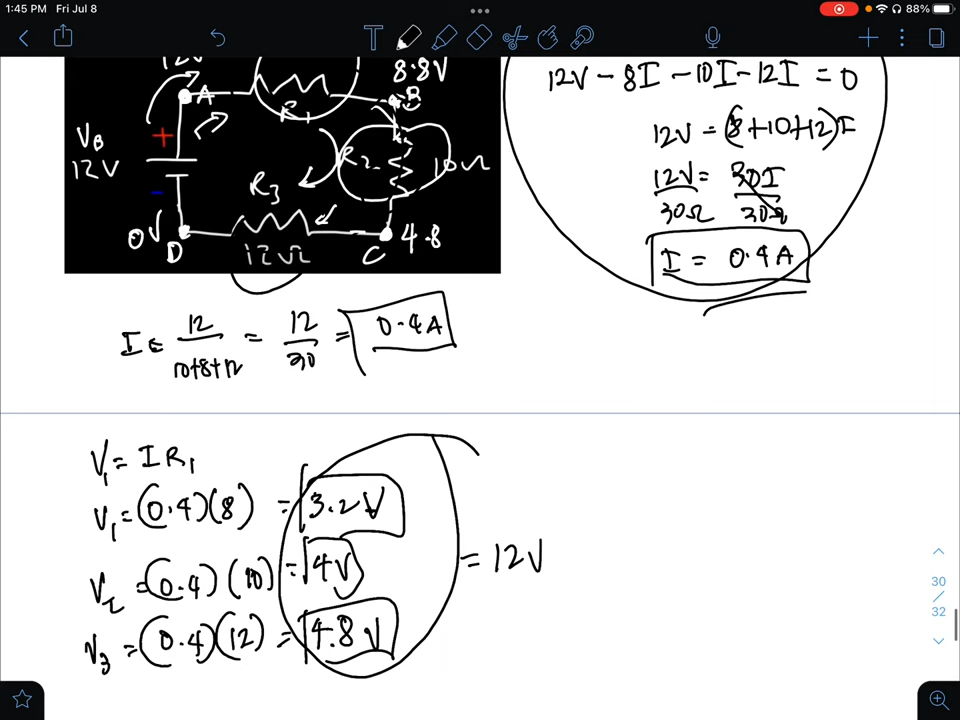 1:45 PM Fri Jul 8
88%
12V
A
R1
8.8V
B
VB
12V
+
-
R2
10Ω
R3
0V
D
12Ω
C
4.8
12V - 8I - 10I - 12I = 0
12V = (8+10+12)I
12V/30Ω = 30I/30Ω
I = 0.4A
I = 12/10+8+12 = 12/30 = 0.4A
V1 = IR1
V1 = (0.4)(8) = 3.2V
V2 = (0.4)(10) = 4V
= 12V
V3 = (0.4)(12) = 4.8V
30
/
32